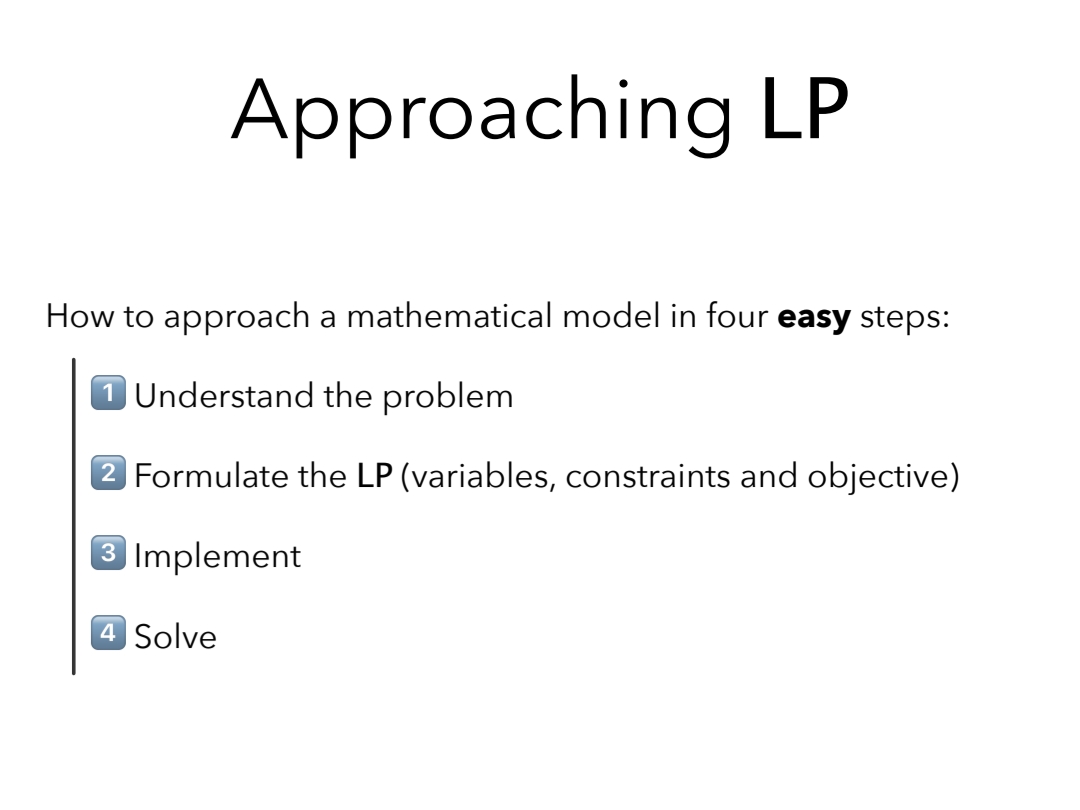 Approaching LP
How to approach a mathematical model in four easy steps:
1 Understand the problem
2 Formulate the LP (variables, constraints and objective)
3 Implement
4 Solve